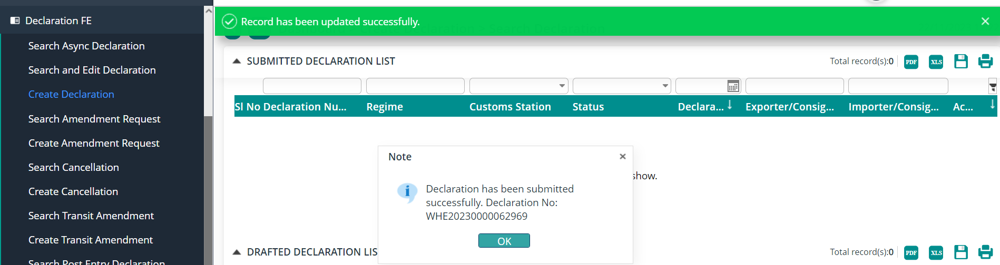 Declaration FE
Search Async Declaration
Search and Edit Declaration
Create Declaration
Search Amendment Request
Create Amendment Request
Search Cancellation
Create Cancellation
Search Transit Amendment
Create Transit Amendment
Search Post Entry Declaration
Record has been updated successfully.
SUBMITTED DECLARATION LIST
Total record(s):0
PDF
XLS
Sl No Declaration Nu... Regime Customs Station Status Declara... Exporter/Consig... Importer/Consig... Ac...
show.
Note
Declaration has been submitted
successfully. Declaration No:
WHE20230000062969
OK
DRAFTED DECLARATION LIS
Total record(s):0
PDF
XLS